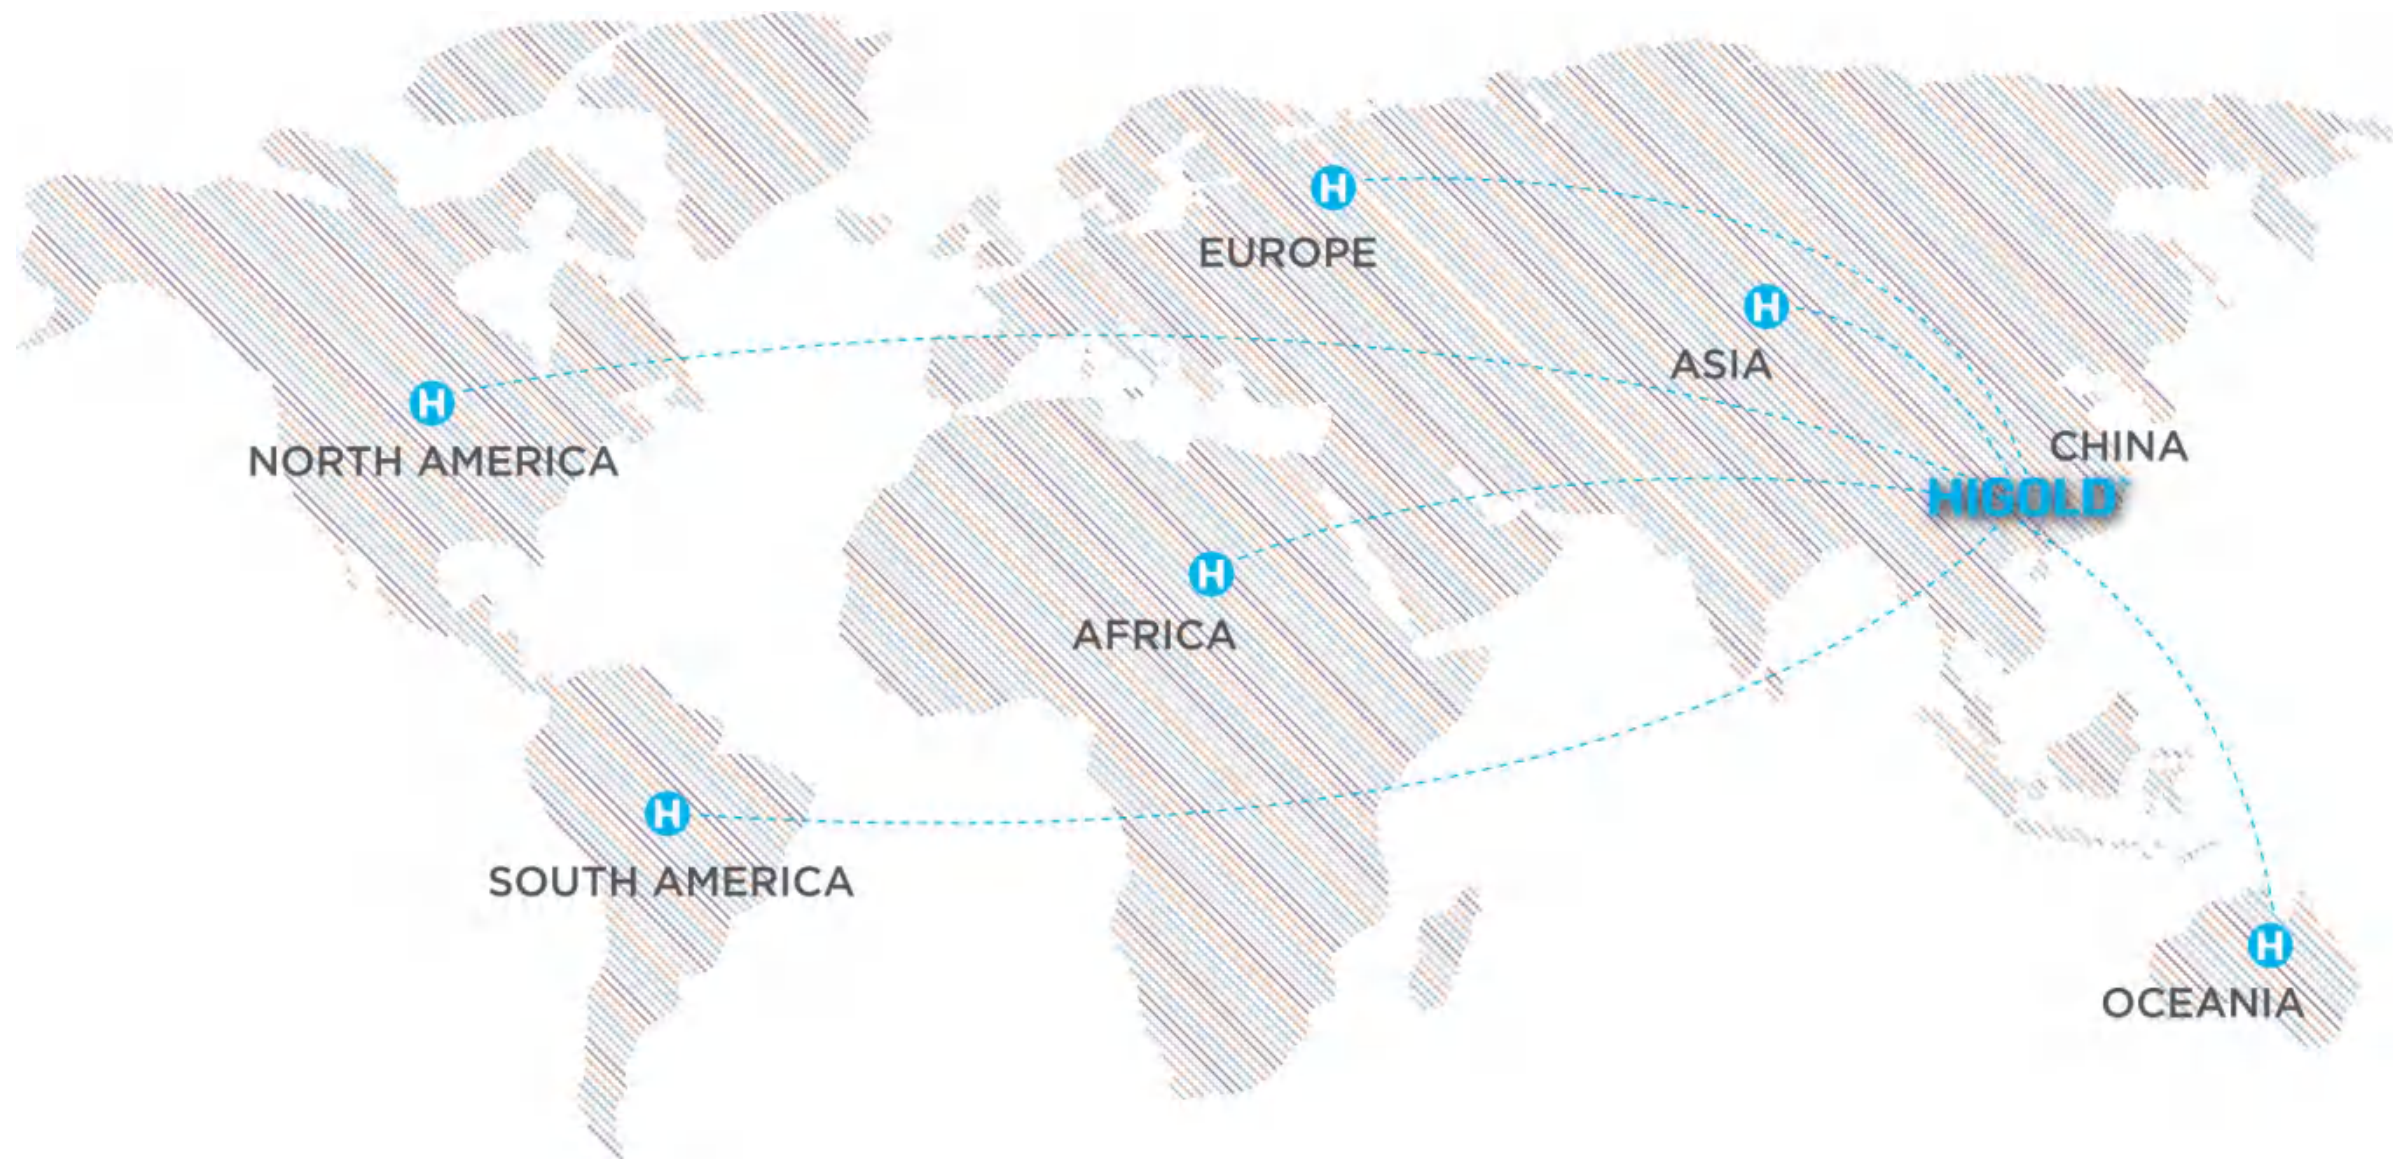 H
EUROPE
H
ASIA
H
NORTH AMERICA
CHINA
HIGOLD®
H
AFRICA
H
SOUTH AMERICA
H
OCEANIA